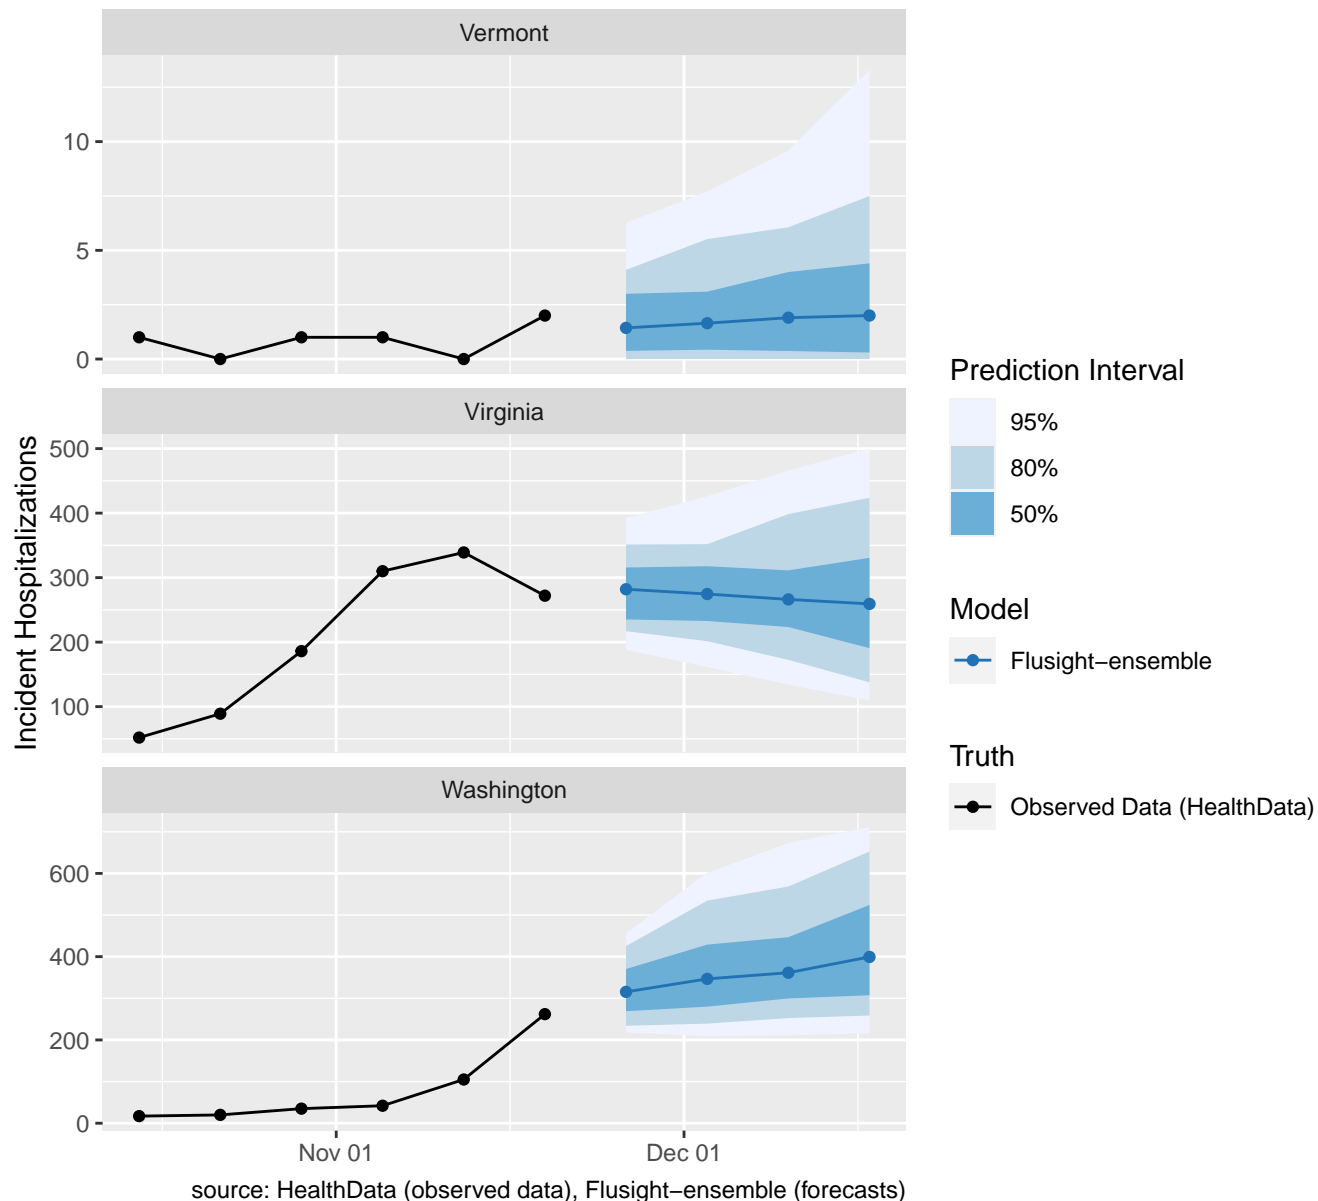 Vermont
10
5
0
Virginia
500
400
300
200
100
Washington
600
400
200
0
Nov 01
Dec 01
Incident Hospitalizations
source: HealthData (observed data), Flusight−ensemble (forecasts)
Prediction Interval
95%
80%
50%
Model
Flusight−ensemble
Truth
Observed Data (HealthData)